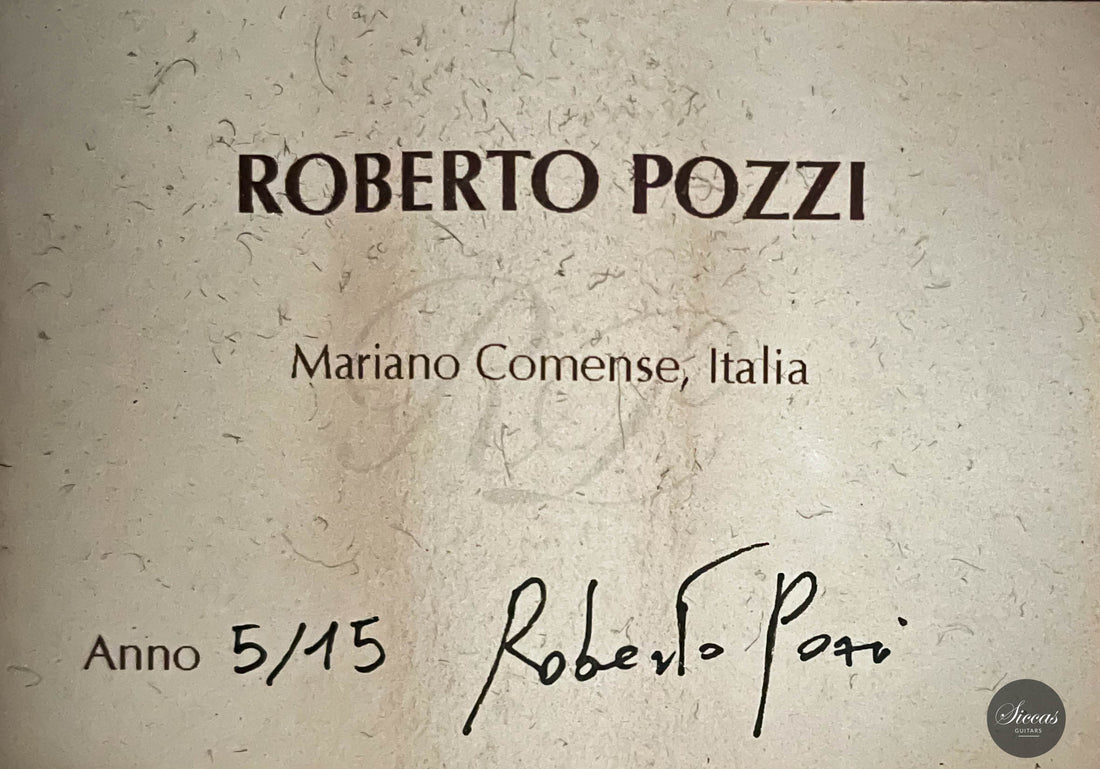 ROBERTO POZZI
Mariano Comense, Italia
Anno 5/15 Roberto Pozzi
Siccas
GUITARS